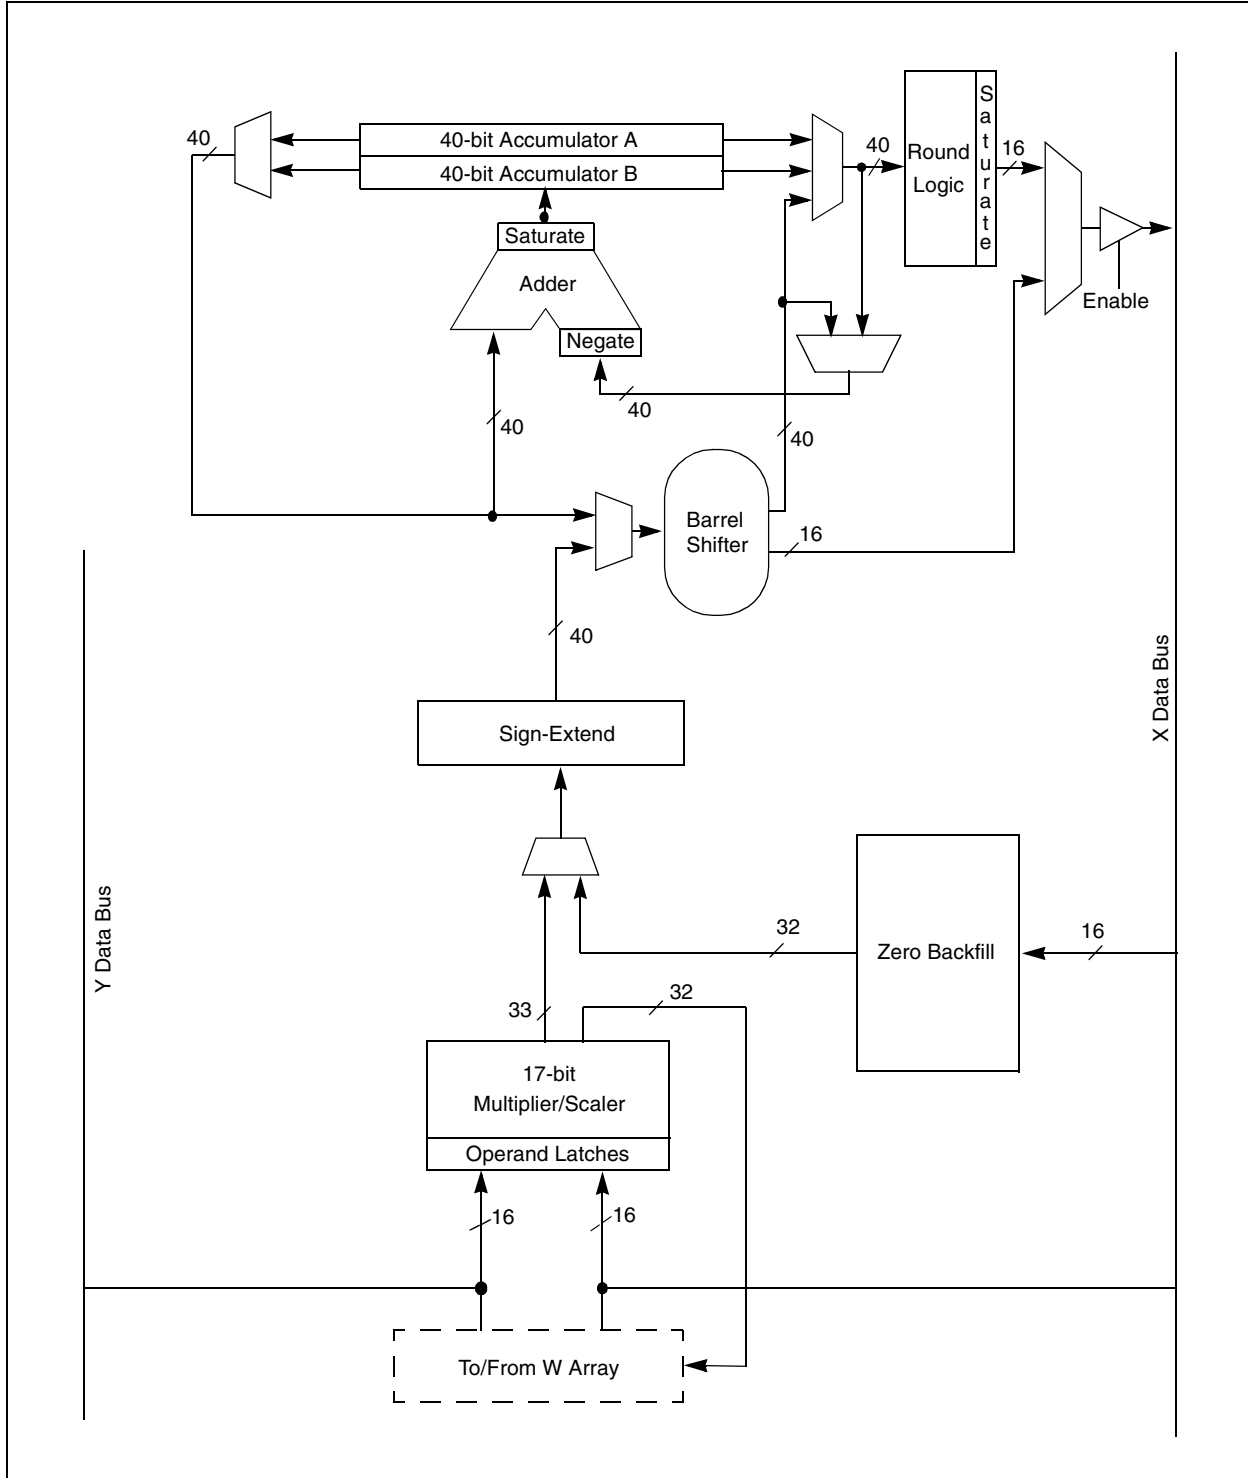 40
40-bit Accumulator A
40-bit Accumulator B
40
Round
Logic
Saturate
16
Saturate
Adder
Negate
Enable
40
40
40
Barrel
Shifter
16
40
X Data Bus
Sign-Extend
Y Data Bus
32
Zero Backfill
16
33
32
17-bit
Multiplier/Scaler
Operand Latches
16
16
To/From W Array